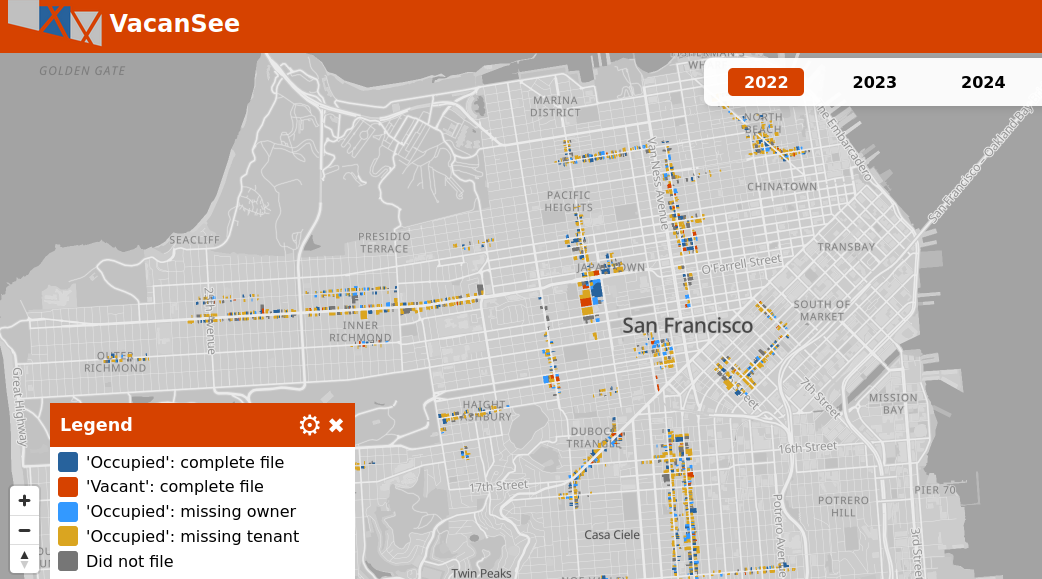 VacanSee
2022 2023 2024
GOLDEN GATE
FISHERMAN'S
MARINA
DISTRICT
NORTH
BEACH
The Embarcadero
San Francisco – Oakland Bay
Van Ness Avenue
CHINATOWN
PACIFIC
HEIGHTS
SEACLIFF
PRESIDIO
TERRACE
TRANSBAY
JAPANTOWN
O'Farrell Street
SOUTH OF
MARKET
San Francisco
INNER
RICHMOND
OUTER
RICHMOND
Great Highway
7th Street
MISSION
BAY
HAIGHT
ASHBURY
DUBOCE
TRIANGLE
16th Street
17th Street
PIER 70
POTRERO
HILL
Potrero Avenue
3rd Street
Casa Ciele
Twin Peaks
Legend
'Occupied': complete file
'Vacant': complete file
'Occupied': missing owner
'Occupied': missing tenant
Did not file